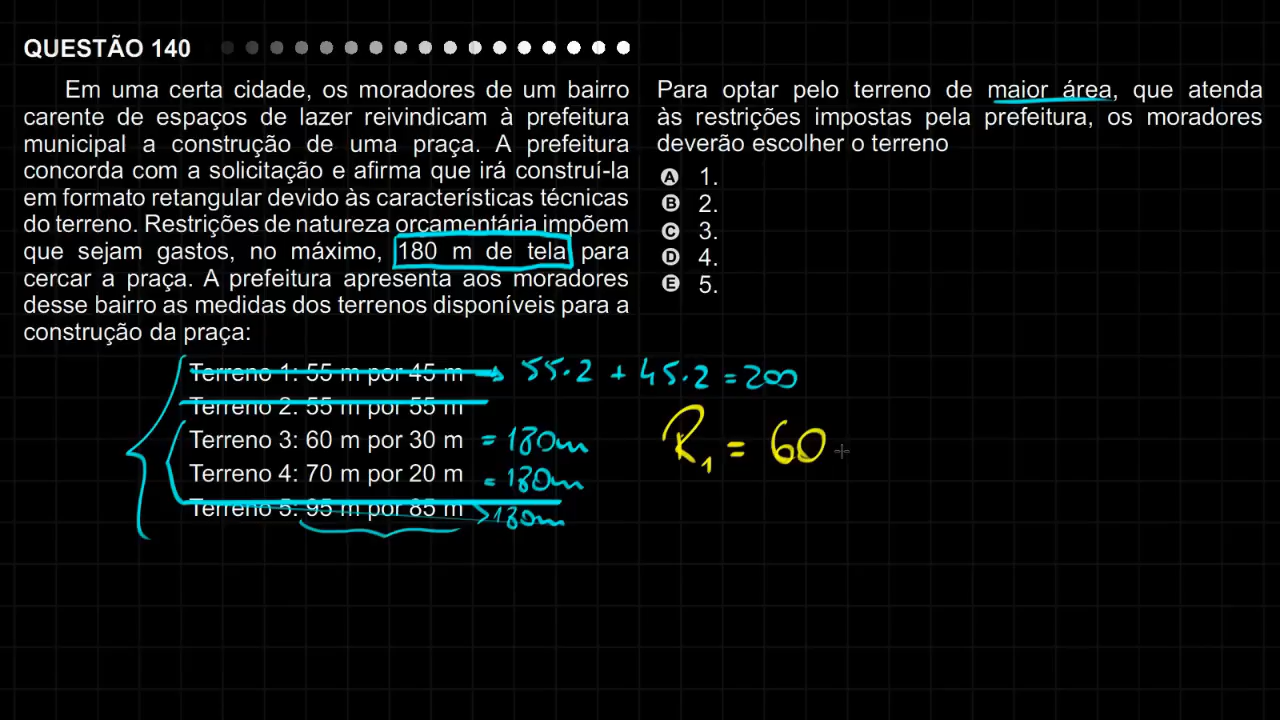 QUESTÃO 140
Em uma certa cidade, os moradores de um bairro
carente de espaços de lazer reivindicam à prefeitura
municipal a construção de uma praça. A prefeitura
concorda com a solicitação e afirma que irá construí-la
em formato retangular devido às características técnicas
do terreno. Restrições de natureza orçamentária impõem
que sejam gastos, no máximo, 180 m de tela para
cercar a praça. A prefeitura apresenta aos moradores
desse bairro as medidas dos terrenos disponíveis para a
construção da praça:
Terreno 1: 55 m por 45 m → 55.2 + 45.2 = 200
Terreno 2: 55 m por 55 m
Terreno 3: 60 m por 30 m = 180m
Terreno 4: 70 m por 20 m = 180m
Terreno 5: 95 m por 85 m >180m
Para optar pelo terreno de maior área, que atenda
às restrições impostas pela prefeitura, os moradores
deverão escolher o terreno
A 1.
B 2.
C 3.
D 4.
E 5.
R1 = 60